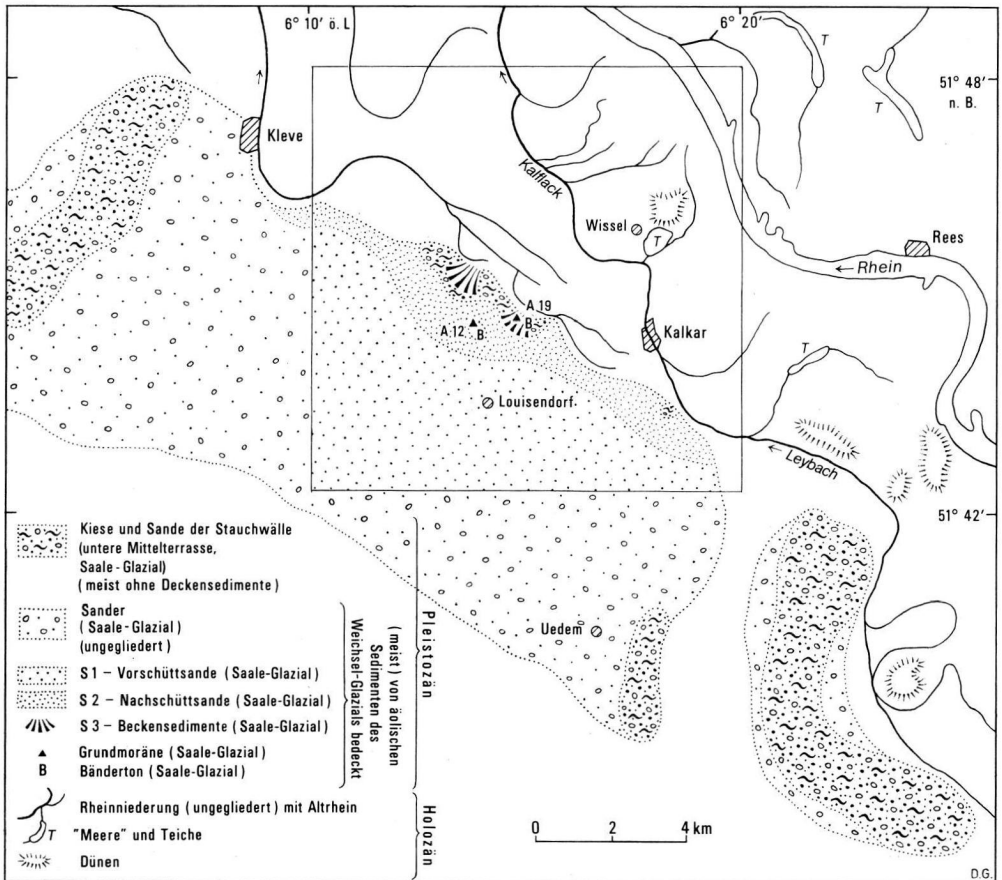 6° 10' ö. L
6° 20'
T
51° 48'
n. B.
T
Kleve
Kalflack
Wissel
T
Rees
← Rhein
A 19
B
A 12
B
Kalkar
T
Louisendorf
← Leybach
51° 42'
Uedem
Kiese und Sande der Stauchwälle
(untere Mittelterrasse,
Saale-Glazial)
(meist ohne Deckensedimente)
Sander
(Saale-Glazial)
(ungegliedert)
S1 – Vorschüttsande (Saale-Glazial)
S2 – Nachschüttsande (Saale-Glazial)
S3 – Beckensedimente (Saale-Glazial)
Grundmoräne (Saale-Glazial)
B Bänderton (Saale-Glazial)
(meist) von äolischen
Sedimenten des
Weichsel-Glazials bedeckt
Pleistozän
Rheinniederung (ungegliedert) mit Altrhein
T "Meere" und Teiche
Dünen
Holozän
0 2 4 km
D.G.